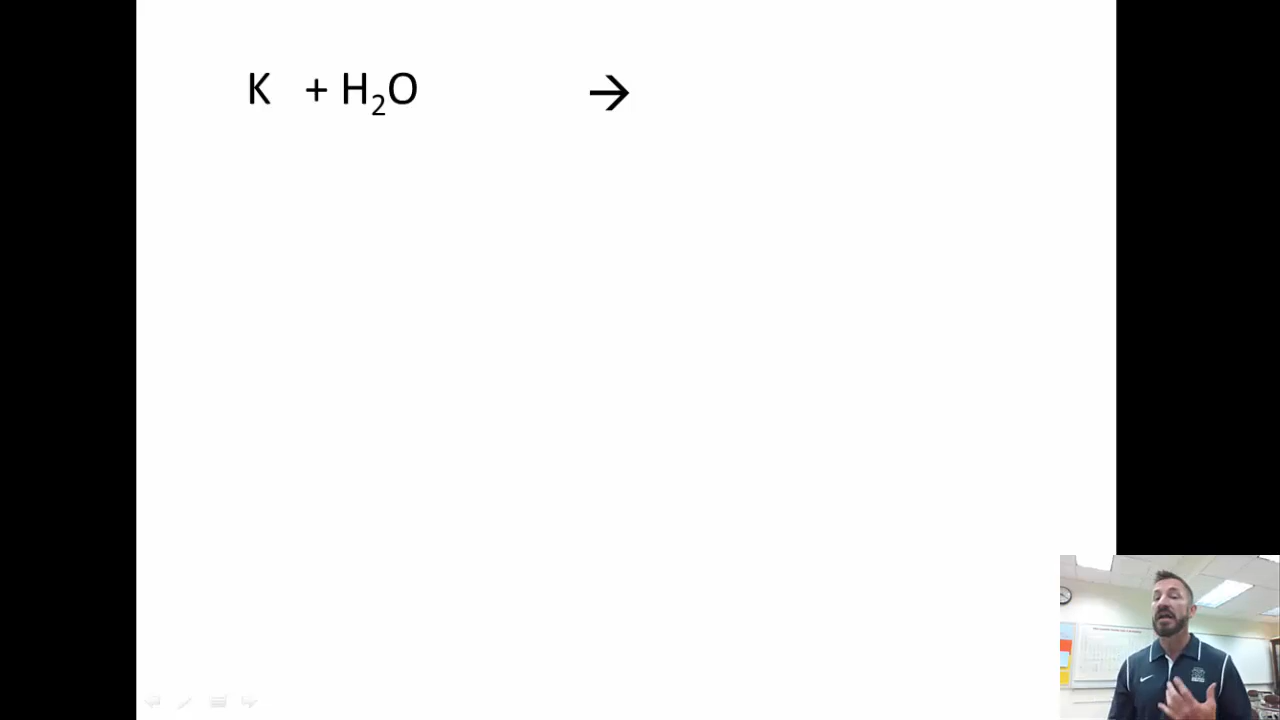 K + H₂O →